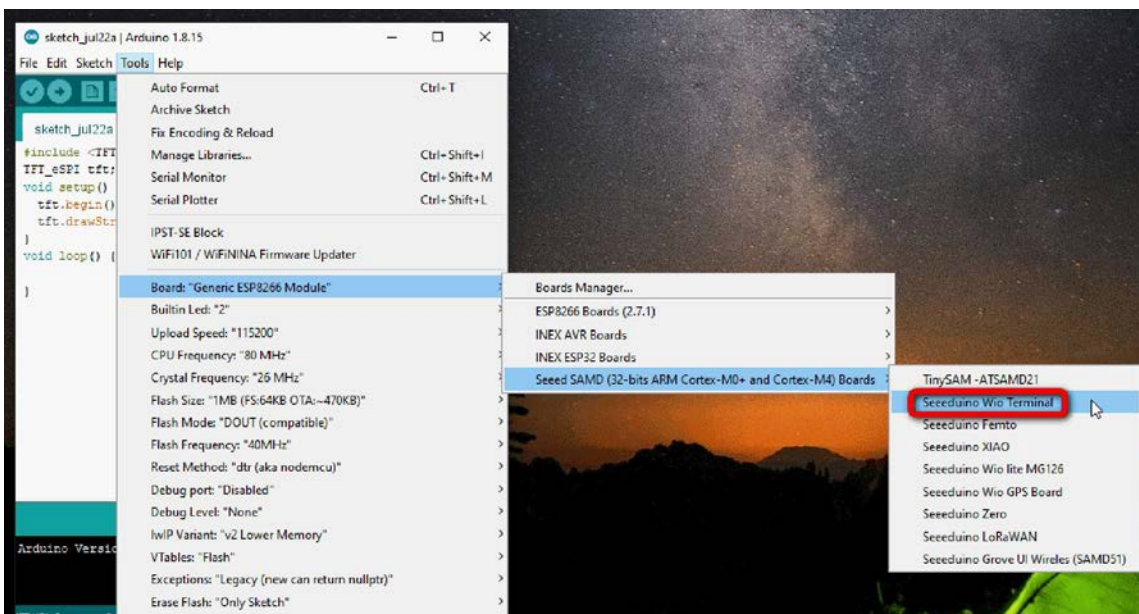 sketch_jul22a | Arduino 1.8.15
File Edit Sketch Tools Help
sketch_jul22a
#include <TFT
TFT_eSPI tft;
void setup()
tft.begin()
tft.drawStr
}
void loop() {
}
Arduino Versio
Auto Format Ctrl+T
Archive Sketch
Fix Encoding & Reload
Manage Libraries... Ctrl+Shift+I
Serial Monitor Ctrl+Shift+M
Serial Plotter Ctrl+Shift+L
IPST-SE Block
WiFi101 / WiFiNINA Firmware Updater
Board: "Generic ESP8266 Module"
Builtin Led: "2"
Upload Speed: "115200"
CPU Frequency: "80 MHz"
Crystal Frequency: "26 MHz"
Flash Size: "1MB (FS:64KB OTA:~470KB)"
Flash Mode: "DOUT (compatible)"
Flash Frequency: "40MHz"
Reset Method: "dtr (aka nodemcu)"
Debug port: "Disabled"
Debug Level: "None"
lwIP Variant: "v2 Lower Memory"
VTables: "Flash"
Exceptions: "Legacy (new can return nullptr)"
Erase Flash: "Only Sketch"
Boards Manager...
ESP8266 Boards (2.7.1)
INEX AVR Boards
INEX ESP32 Boards
Seeed SAMD (32-bits ARM Cortex-M0+ and Cortex-M4) Boards
TinySAM -ATSAMD21
Seeeduino Wio Terminal
Seeeduino Femto
Seeeduino XIAO
Seeeduino Wio lite MG126
Seeeduino Wio GPS Board
Seeeduino Zero
Seeeduino LoRaWAN
Seeeduino Grove UI Wireles (SAMD51)